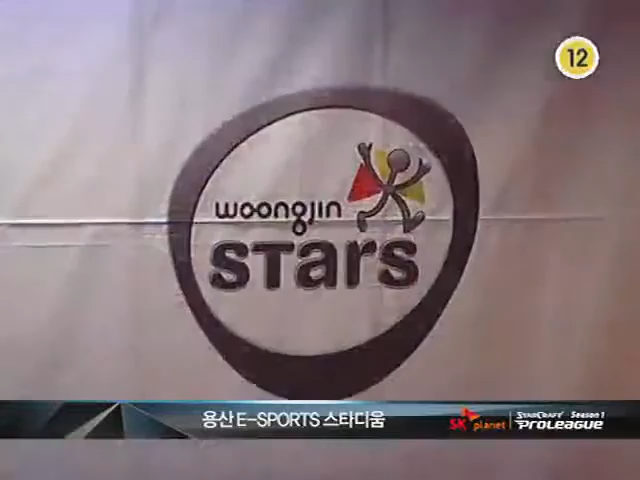 12
woongjin
STars
용산 E-SPORTS 스타디움
SK planet
STARCRAFT Season 1
PROLEAGUE